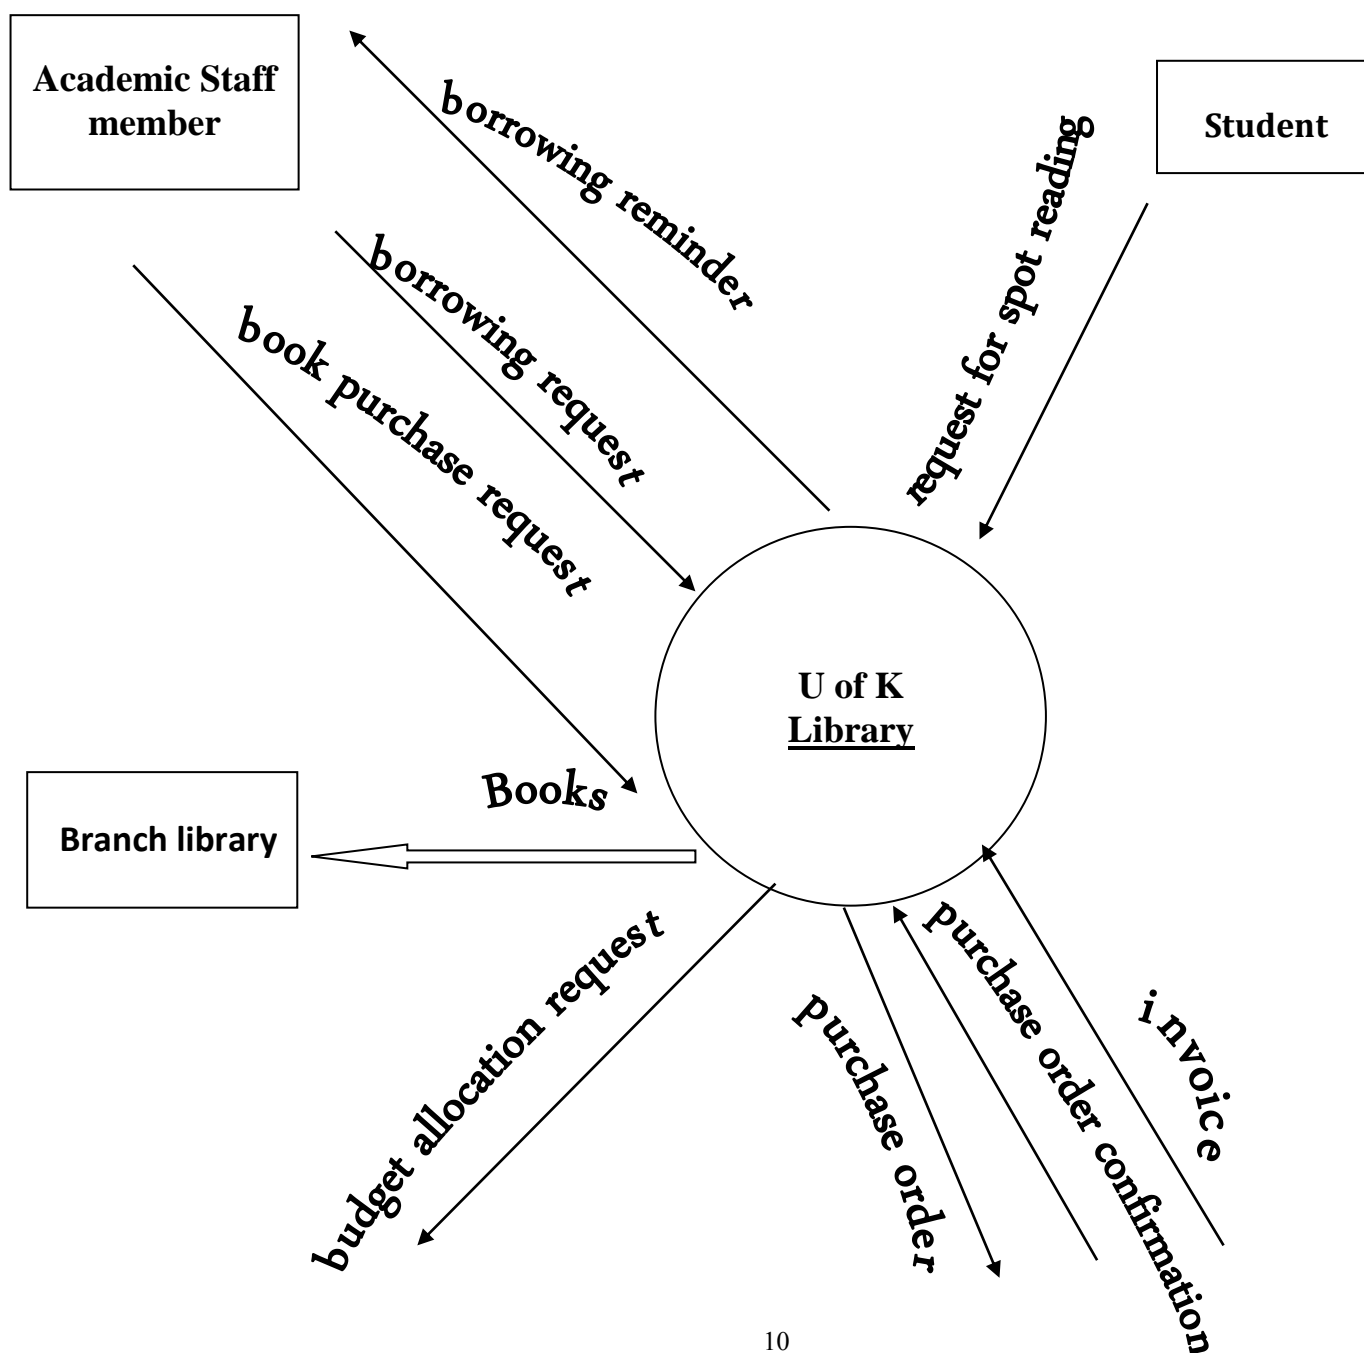 Academic Staff
member
borrowing reminder
Student
request for spot reading
borrowing request
book purchase request
U of K
Library
Books
Branch library
budget allocation request
purchase order
purchase order confirmation
invoice
10